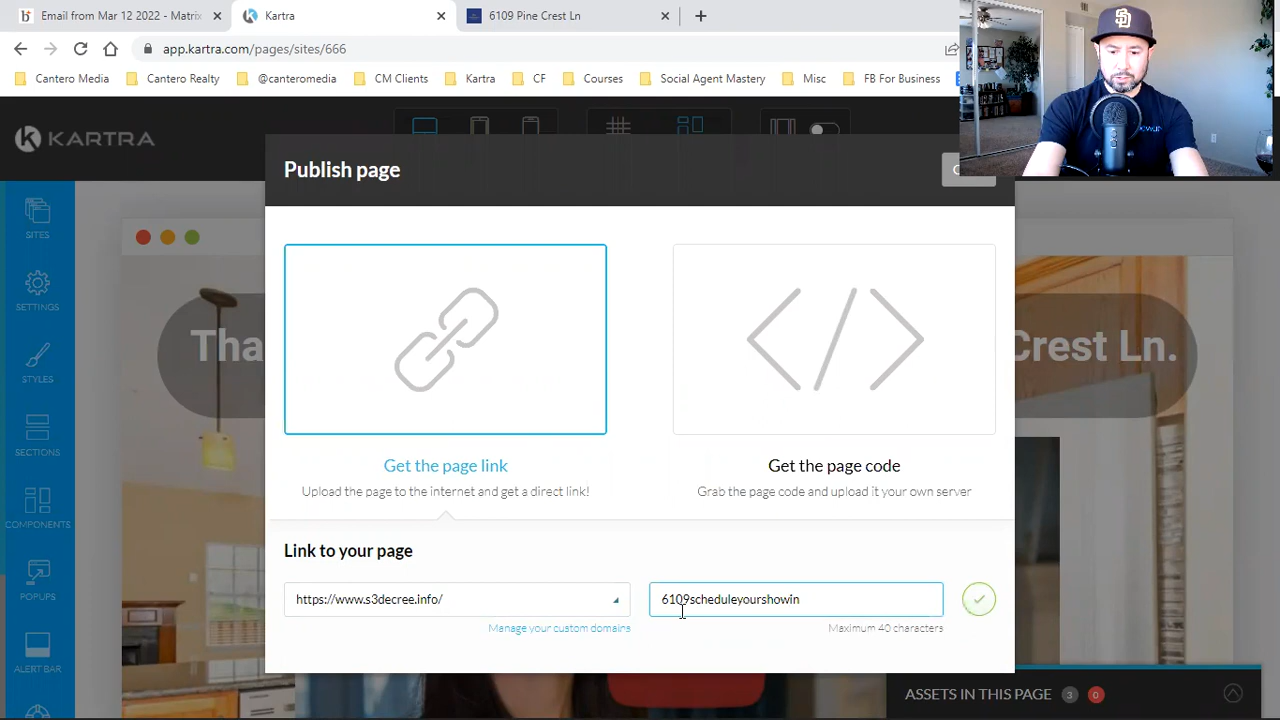 Email from Mar 12 2022 - Matrix
Kartra
6109 Pine Crest Ln
app.kartra.com/pages/sites/666
Cantero Media
Cantero Realty
@canteromedia
CM Clients
Kartra
CF
Courses
Social Agent Mastery
Misc
FB For Business
KARTRA
Publish page
SITES
SETTINGS
STYLES
SECTIONS
COMPONENTS
POPUPS
ALERT BAR
Tha
Crest Ln.
Get the page link
Upload the page to the internet and get a direct link!
Get the page code
Grab the page code and upload it your own server
Link to your page
https://www.s3decree.info/
6109scheduleyourshowin
Manage your custom domains
Maximum 40 characters
ASSETS IN THIS PAGE 3 0
SD